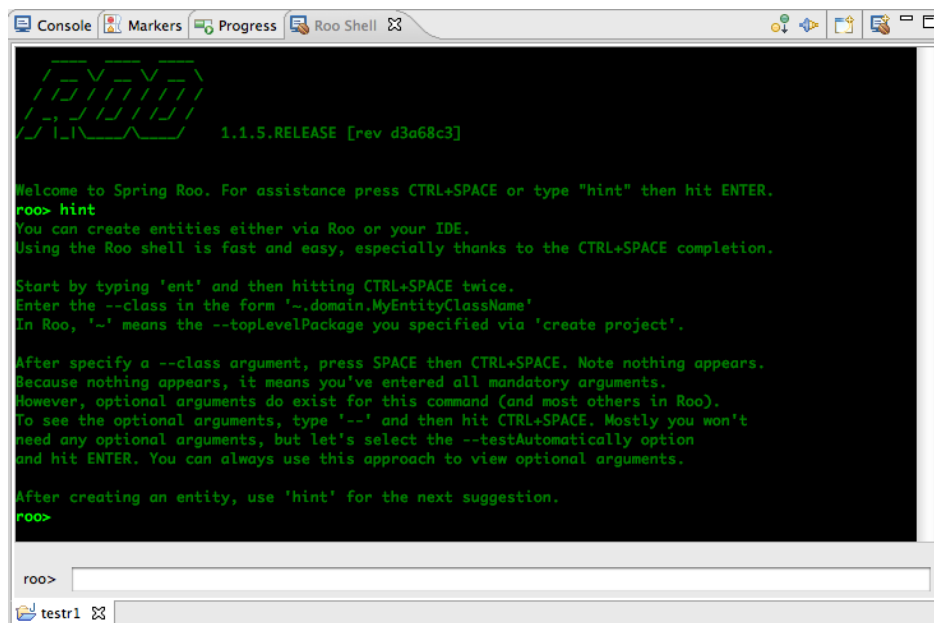 Console Markers Progress Roo Shell
1.1.5.RELEASE [rev d3a68c3]
Welcome to Spring Roo. For assistance press CTRL+SPACE or type "hint" then hit ENTER.
roo> hint
You can create entities either via Roo or your IDE.
Using the Roo shell is fast and easy, especially thanks to the CTRL+SPACE completion.
Start by typing 'ent' and then hitting CTRL+SPACE twice.
Enter the --class in the form '~.domain.MyEntityClassName'
In Roo, '~' means the --topLevelPackage you specified via 'create project'.
After specify a --class argument, press SPACE then CTRL+SPACE. Note nothing appears.
Because nothing appears, it means you've entered all mandatory arguments.
However, optional arguments do exist for this command (and most others in Roo).
To see the optional arguments, type '--' and then hit CTRL+SPACE. Mostly you won't
need any optional arguments, but let's select the --testAutomatically option
and hit ENTER. You can always use this approach to view optional arguments.
After creating an entity, use 'hint' for the next suggestion.
roo>
roo>
testr1